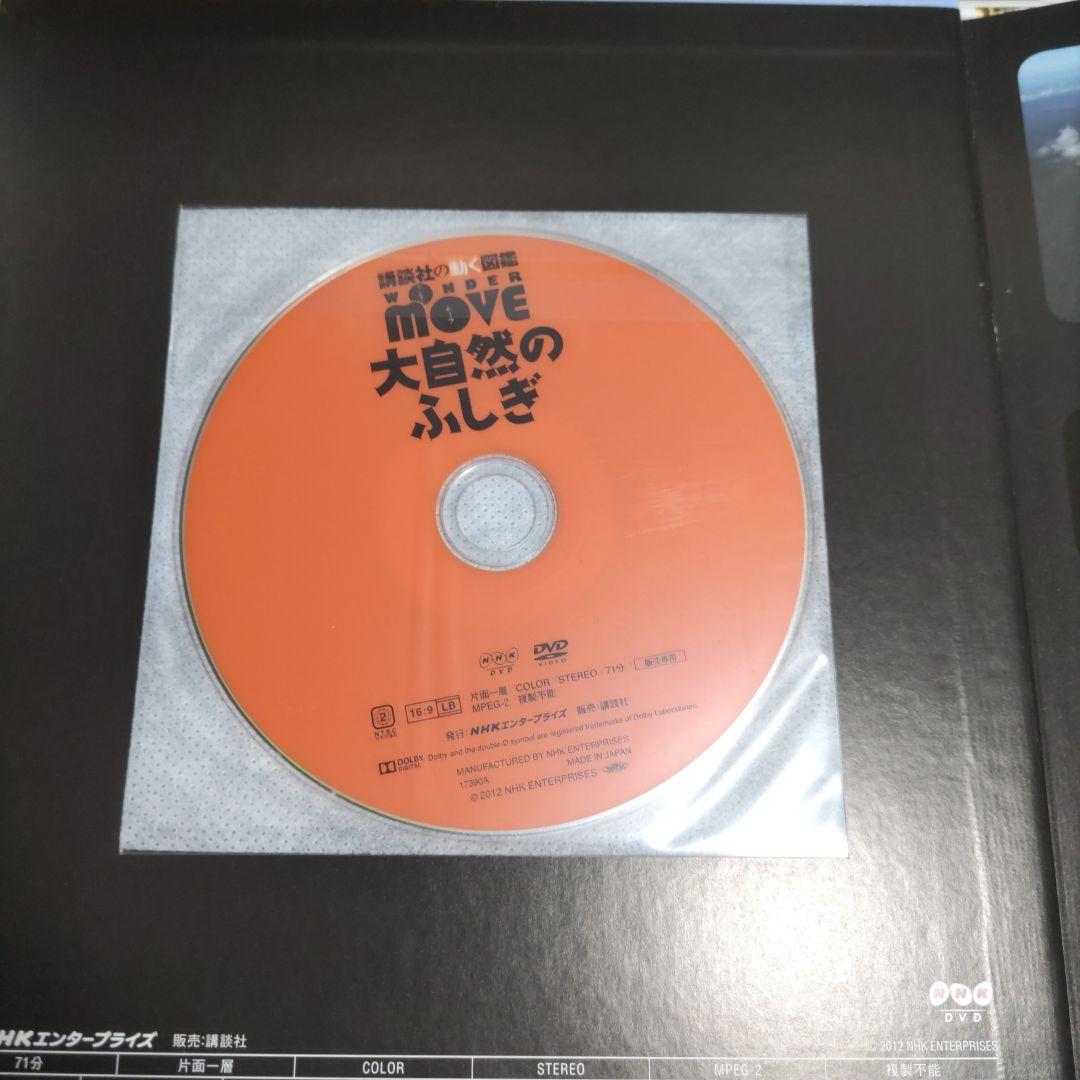 講談社の動く図鑑
WONDER
MOVE
大自然の
ふしぎ
NHK
DVD
DVD
VIDEO
2
NTSC
16:9 LB
片面一層 COLOR STEREO 71分 販売専用
MPEG-2 複製不能
発行:NHKエンタープライズ 販売:講談社
DOLBY
DIGITAL
Dolby and the double-D symbol are registered trademarks of Dolby Laboratories.
MANUFACTURED BY NHK ENTERPRISES
MADE IN JAPAN
17390A
©2012 NHK ENTERPRISES
NHK
DVD
HKエンタープライズ 販売:講談社
©2012 NHK ENTERPRISES
71分 片面一層 COLOR STEREO MPEG-2 複製不能